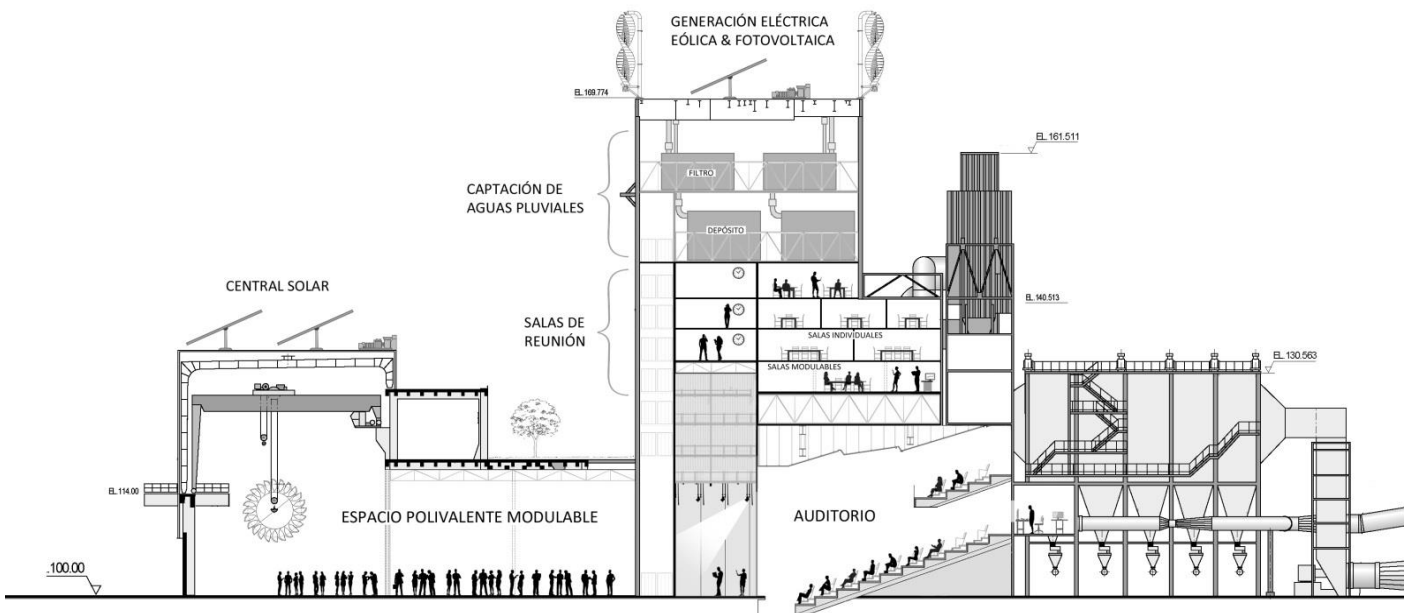 GENERACIÓN ELÉCTRICA
EÓLICA & FOTOVOLTAICA
EL.169.774
EL.161.511
CAPTACIÓN DE
AGUAS PLUVIALES
FILTRO
DEPÓSITO
CENTRAL SOLAR
SALAS DE
REUNIÓN
EL.140.513
SALAS INDIVIDUALES
SALAS MODULABLES
EL.130.563
EL.114.00
ESPACIO POLIVALENTE MODULABLE
AUDITORIO
.100.00